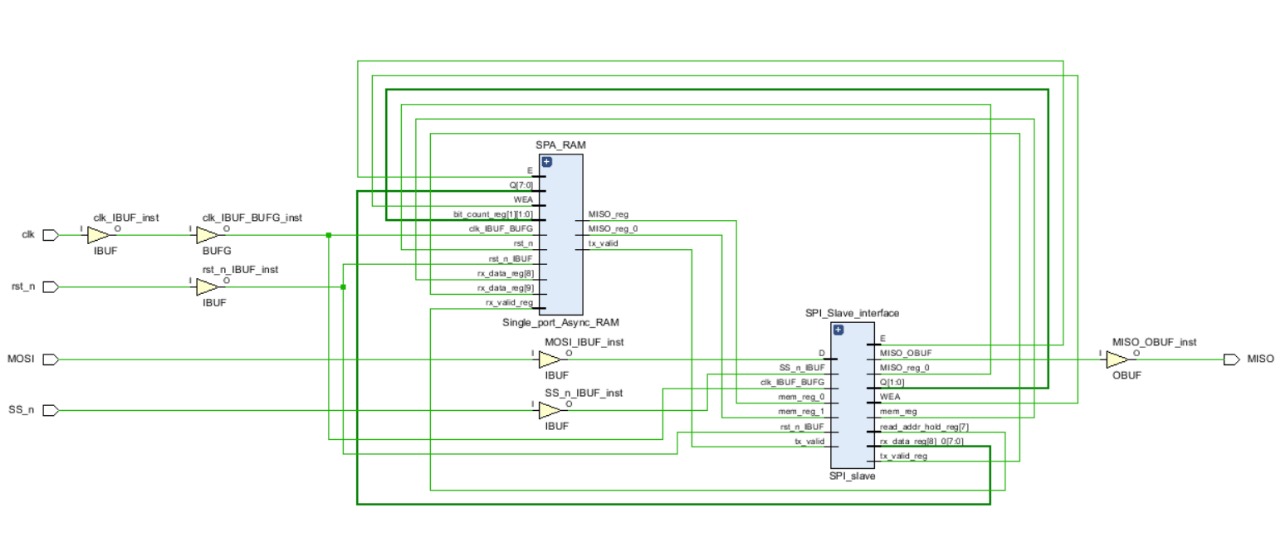 SPA_RAM
E
Q[7:0]
WEA
bit_count_reg[1][1:0]
clk_IBUF_BUFG
rst_n
rst_n_IBUF
rx_data_reg[8]
rx_data_reg[9]
rx_valid_reg
MISO_reg
MISO_reg_0
tx_valid
Single_port_Async_RAM
clk
clk_IBUF_inst
I
O
IBUF
clk_IBUF_BUFG_inst
I
O
BUFG
rst_n
rst_n_IBUF_inst
I
O
IBUF
MOSI
MOSI_IBUF_inst
I
O
IBUF
SS_n
SS_n_IBUF_inst
I
O
IBUF
SPI_Slave_interface
D
SS_n_IBUF
clk_IBUF_BUFG
mem_reg_0
mem_reg_1
rst_n_IBUF
tx_valid
E
MISO_OBUF
MISO_reg_0
Q[1:0]
WEA
mem_reg
read_addr_hold_reg[7]
rx_data_reg[8]_0[7:0]
tx_valid_reg
SPI_slave
MISO_OBUF_inst
I
O
OBUF
MISO